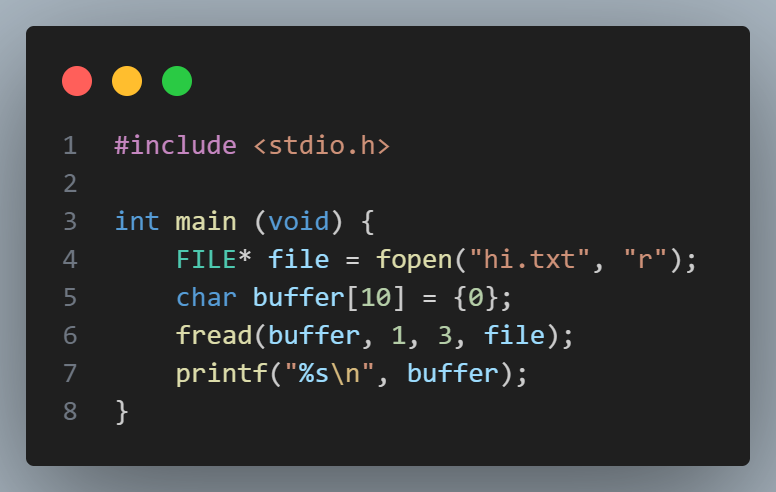 1 #include <stdio.h>
2
3 int main (void) {
4     FILE* file = fopen("hi.txt", "r");
5     char buffer[10] = {0};
6     fread(buffer, 1, 3, file);
7     printf("%s\n", buffer);
8 }